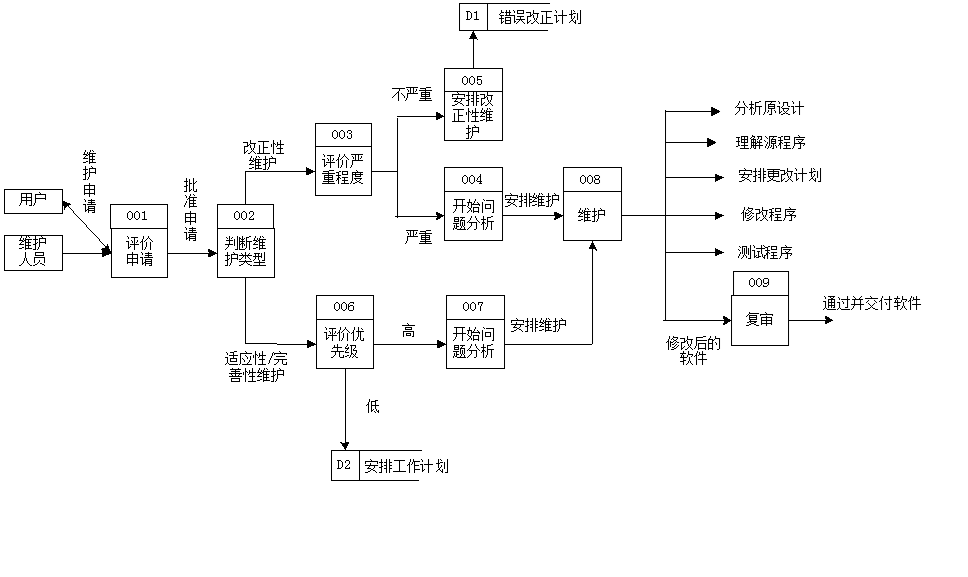 D1 错误改正计划
005
安排改
正性维
护
不严重
003
评价严
重程度
改正性
维护
维护申请
批准申请
用户
维护
人员
001
评价
申请
002
判断维
护类型
严重
004
开始问
题分析
安排维护
008
维护
分析原设计
理解源程序
安排更改计划
修改程序
测试程序
009
复审
通过并交付软件
修改后的
软件
适应性/完
善性维护
006
评价优
先级
高
007
开始问
题分析
安排维护
低
D2 安排工作计划